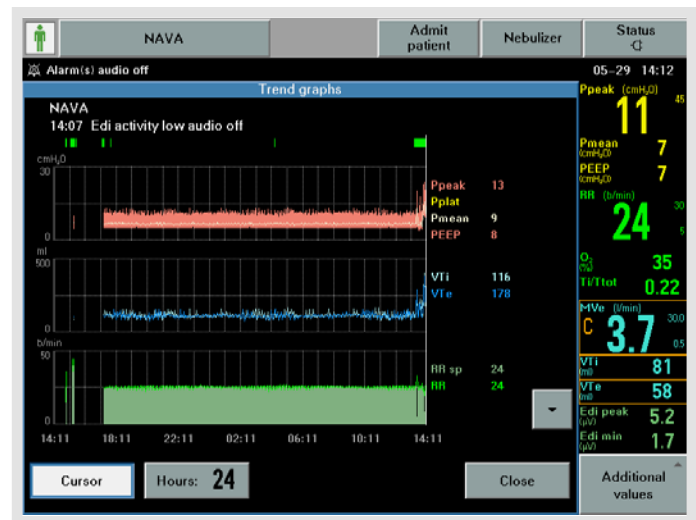 NAVA
Admit patient
Nebulizer
Status
Alarm(s) audio off
05-29 14:12
Trend graphs
NAVA
14:07 Edi activity low audio off
cmH2O
30
0
Ppeak 13
Pplat
Pmean 9
PEEP 8
ml
500
0
VTi 116
VTe 178
b/min
50
0
RR sp 24
RR 24
14:11 18:11 22:11 02:11 06:11 10:11 14:11
Cursor
Hours: 24
Close
Ppeak (cmH2O)
11 45
Pmean (cmH2O) 7
PEEP (cmH2O) 7
RR (b/min)
24 30 5
O2 (%) 35
Ti/Ttot 0.22
MVe (l/min)
C 3.7 30.0 0.5
VTi (ml) 81
VTe (ml) 58
Edi peak (µV) 5.2
Edi min (µV) 1.7
Additional values